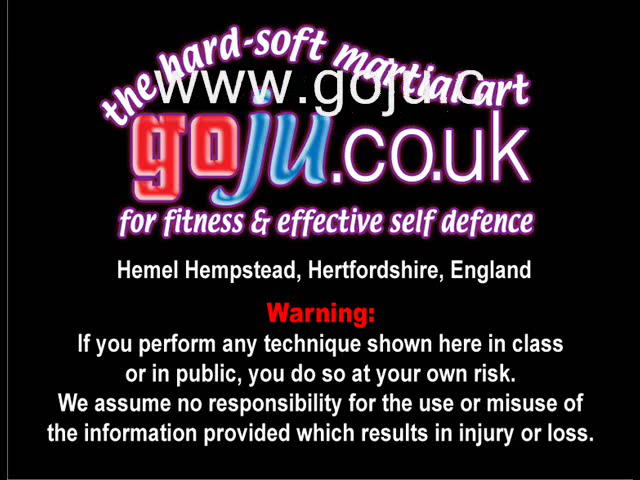 the hard-soft martial art
www.goju.c
goju.co.uk
for fitness & effective self defence
Hemel Hempstead, Hertfordshire, England
Warning:
If you perform any technique shown here in class
or in public, you do so at your own risk.
We assume no responsibility for the use or misuse of
the information provided which results in injury or loss.